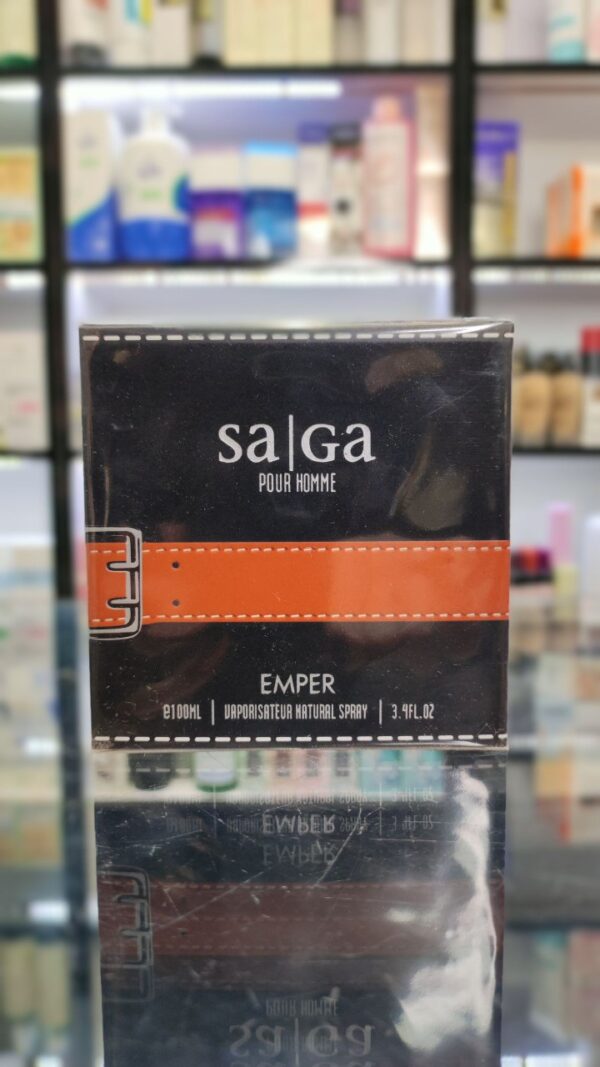 sa|Ga
POUR HOMME
EMPER
e100ML | VAPORISATEUR NATURAL SPRAY | 3.4FL.OZ